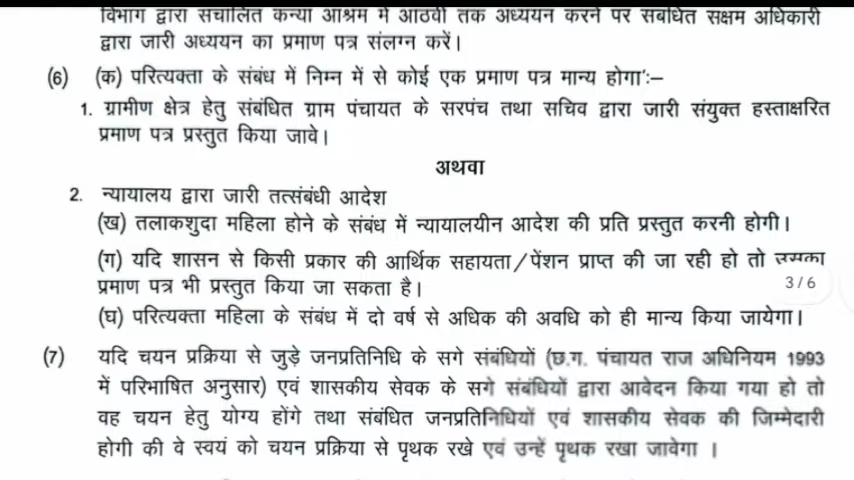 विभाग द्वारा संचालित कन्या आश्रम में आठवी तक अध्ययन करने पर संबंधित सक्षम अधिकारी
द्वारा जारी अध्ययन का प्रमाण पत्र संलग्न करें।
(6) (क) परित्यक्ता के संबंध में निम्न में से कोई एक प्रमाण पत्र मान्य होगा:–
1. ग्रामीण क्षेत्र हेतु संबंधित ग्राम पंचायत के सरपंच तथा सचिव द्वारा जारी संयुक्त हस्ताक्षरित
प्रमाण पत्र प्रस्तुत किया जावे।
अथवा
2. न्यायालय द्वारा जारी तत्संबंधी आदेश
(ख) तलाकशुदा महिला होने के संबंध में न्यायालयीन आदेश की प्रति प्रस्तुत करनी होगी।
(ग) यदि शासन से किसी प्रकार की आर्थिक सहायता/पेंशन प्राप्त की जा रही हो तो उसका
प्रमाण पत्र भी प्रस्तुत किया जा सकता है।
3/6
(घ) परित्यक्ता महिला के संबंध में दो वर्ष से अधिक की अवधि को ही मान्य किया जायेगा।
(7) यदि चयन प्रक्रिया से जुड़े जनप्रतिनिधि के सगे संबंधियों (छ.ग. पंचायत राज अधिनियम 1993
में परिभाषित अनुसार) एवं शासकीय सेवक के सगे संबंधियों द्वारा आवेदन किया गया हो तो
वह चयन हेतु योग्य होंगे तथा संबंधित जनप्रतिनिधियों एवं शासकीय सेवक की जिम्मेदारी
होगी की वे स्वयं को चयन प्रक्रिया से पृथक रखे एवं उन्हें पृथक रखा जावेगा ।